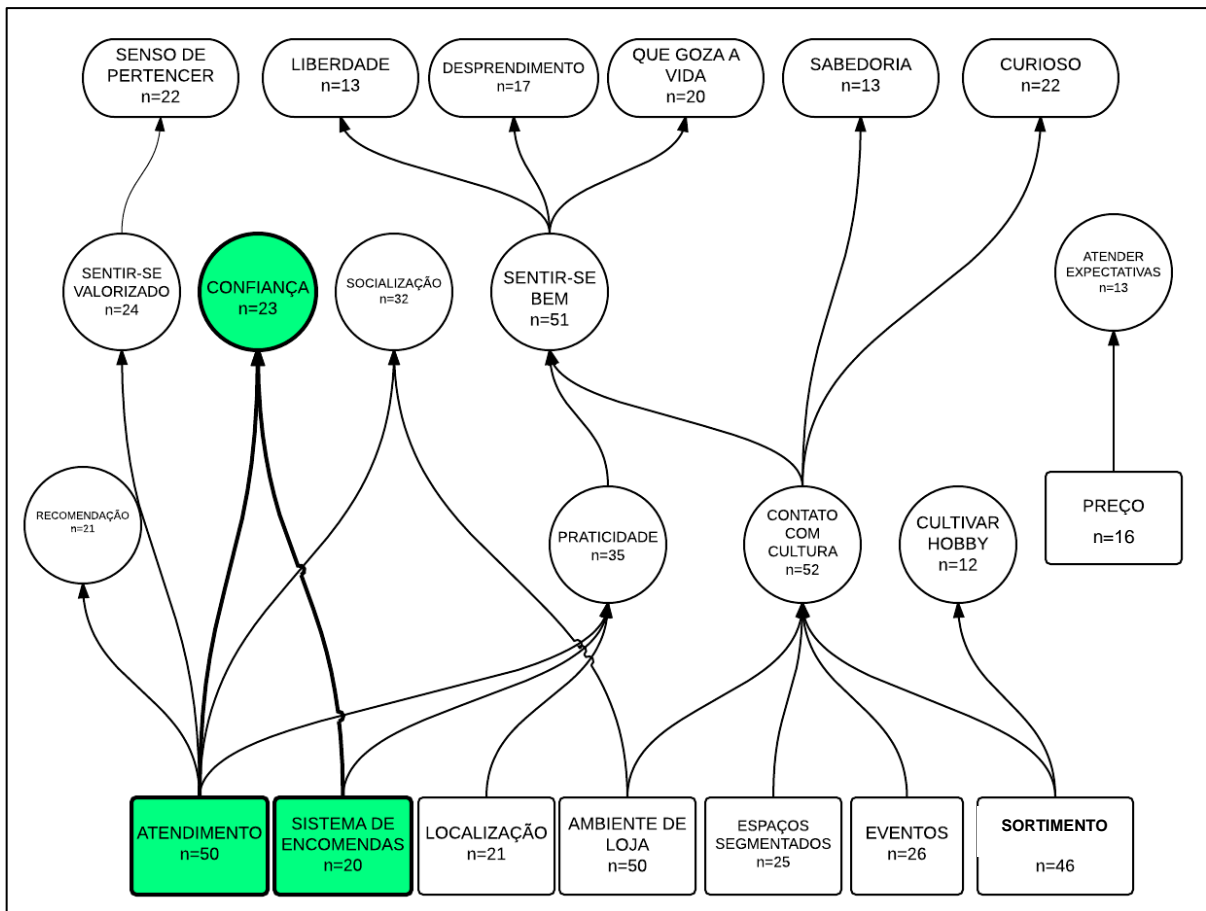 SENSO DE
PERTENCER
n=22
LIBERDADE
n=13
DESPRENDIMENTO
n=17
QUE GOZA A
VIDA
n=20
SABEDORIA
n=13
CURIOSO
n=22
SENTIR-SE
VALORIZADO
n=24
CONFIANÇA
n=23
SOCIALIZAÇÃO
n=32
SENTIR-SE
BEM
n=51
ATENDER
EXPECTATIVAS
n=13
RECOMENDAÇÃO
n=21
PRATICIDADE
n=35
CONTATO
COM
CULTURA
n=52
CULTIVAR
HOBBY
n=12
PREÇO
n=16
ATENDIMENTO
n=50
SISTEMA DE
ENCOMENDAS
n=20
LOCALIZAÇÃO
n=21
AMBIENTE DE
LOJA
n=50
ESPAÇOS
SEGMENTADOS
n=25
EVENTOS
n=26
SORTIMENTO
n=46